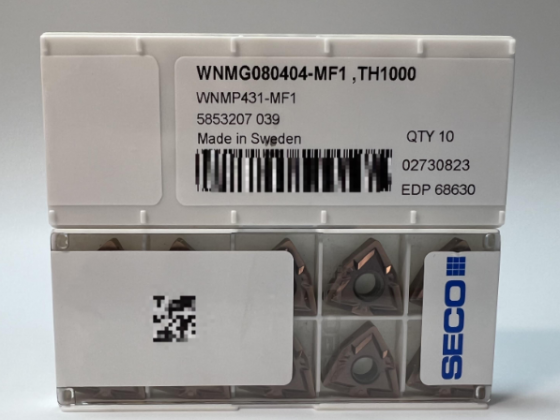 WNMG080404-MF1 ,TH1000
WNMP431-MF1
5853207 039
Made in Sweden
QTY 10
02730823
EDP 68630
SECO